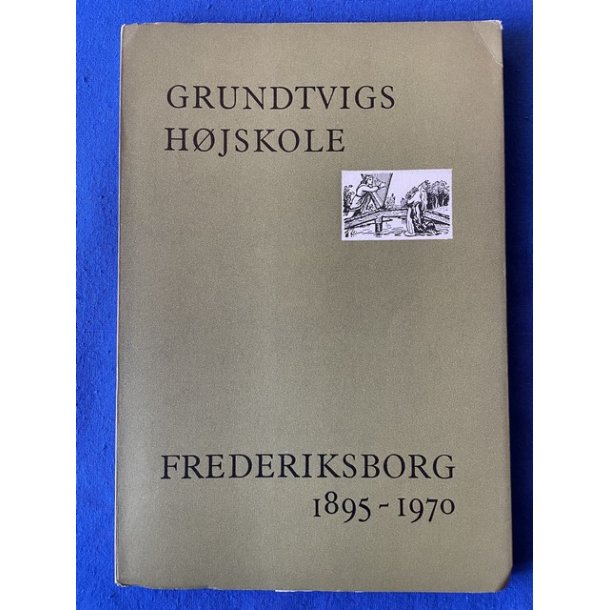 GRUNDTVIGS
HØJSKOLE
FREDERIKSBORG
1895-1970